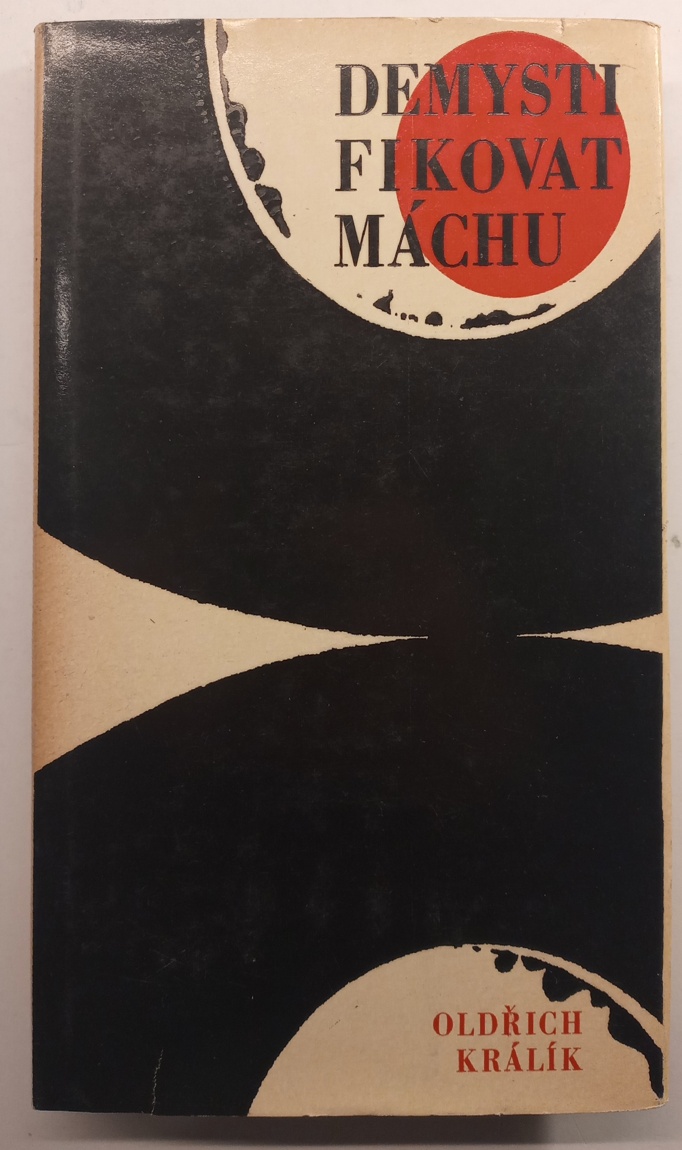 DEMYSTI
FIKOVAT
MÁCHU
OLDŘICH
KRÁLÍK